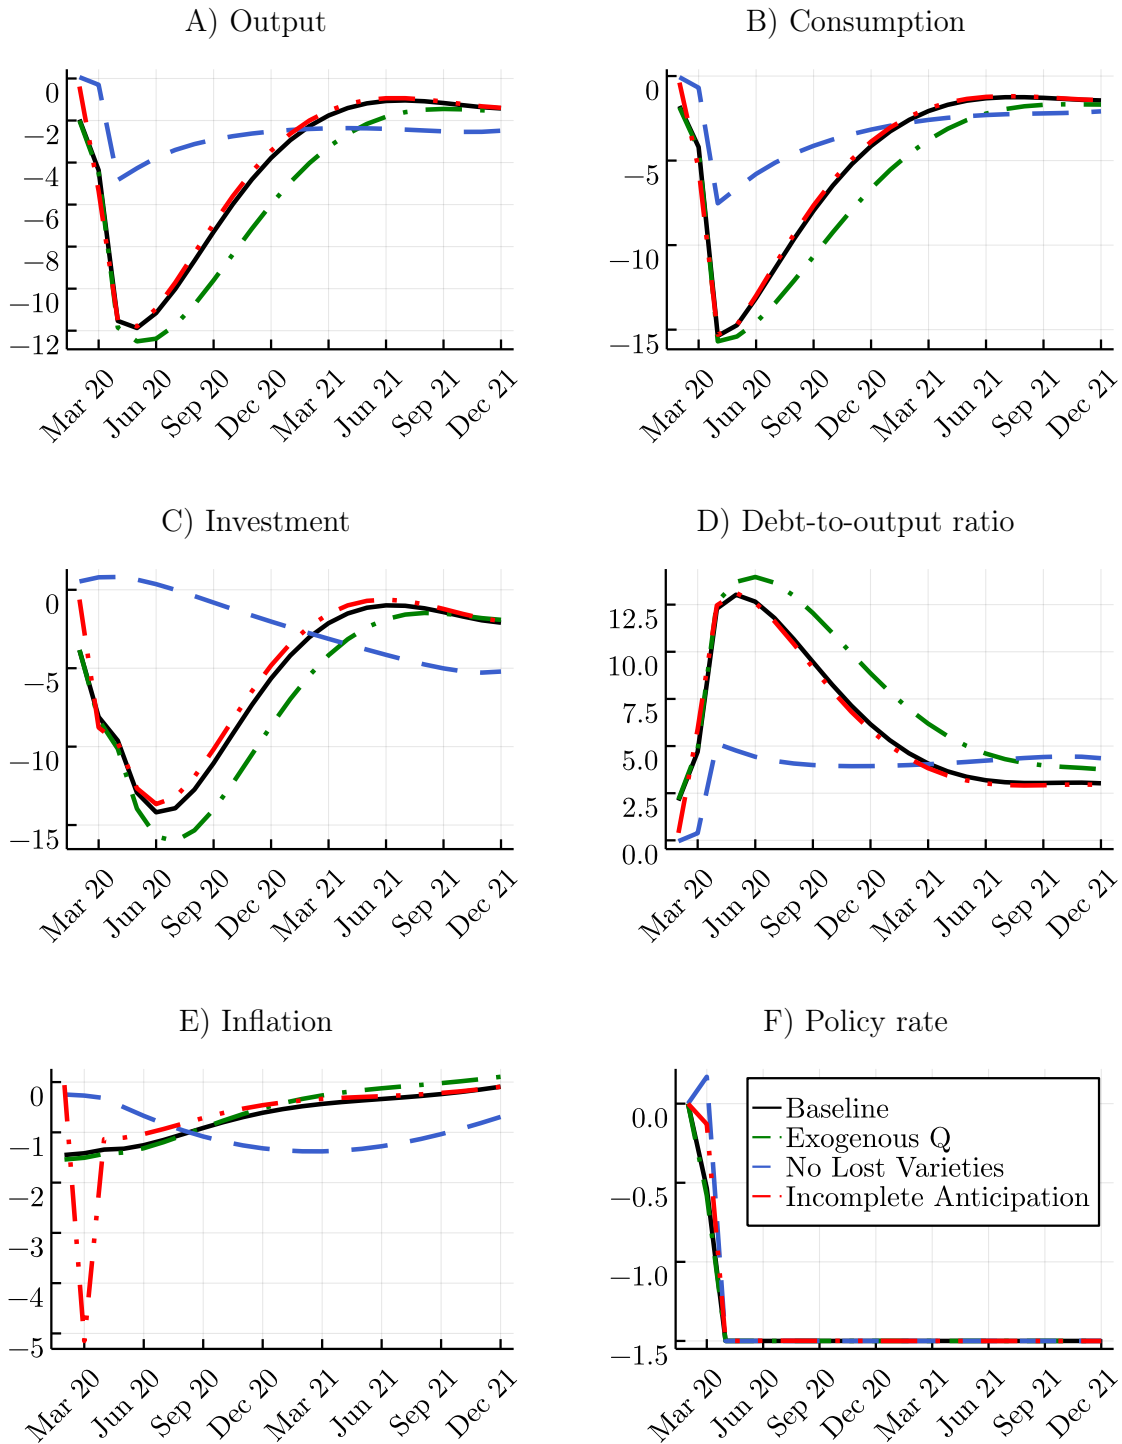 A) Output
0
−2
−4
−6
−8
−10
−12
Mar 20 Jun 20 Sep 20 Dec 20 Mar 21 Jun 21 Sep 21 Dec 21
B) Consumption
0
−5
−10
−15
Mar 20 Jun 20 Sep 20 Dec 20 Mar 21 Jun 21 Sep 21 Dec 21
C) Investment
0
−5
−10
−15
Mar 20 Jun 20 Sep 20 Dec 20 Mar 21 Jun 21 Sep 21 Dec 21
D) Debt-to-output ratio
12.5
10.0
7.5
5.0
2.5
0.0
Mar 20 Jun 20 Sep 20 Dec 20 Mar 21 Jun 21 Sep 21 Dec 21
E) Inflation
0
−1
−2
−3
−4
−5
Mar 20 Jun 20 Sep 20 Dec 20 Mar 21 Jun 21 Sep 21 Dec 21
F) Policy rate
0.0
−0.5
−1.0
−1.5
Baseline
Exogenous Q
No Lost Varieties
Incomplete Anticipation
Mar 20 Jun 20 Sep 20 Dec 20 Mar 21 Jun 21 Sep 21 Dec 21